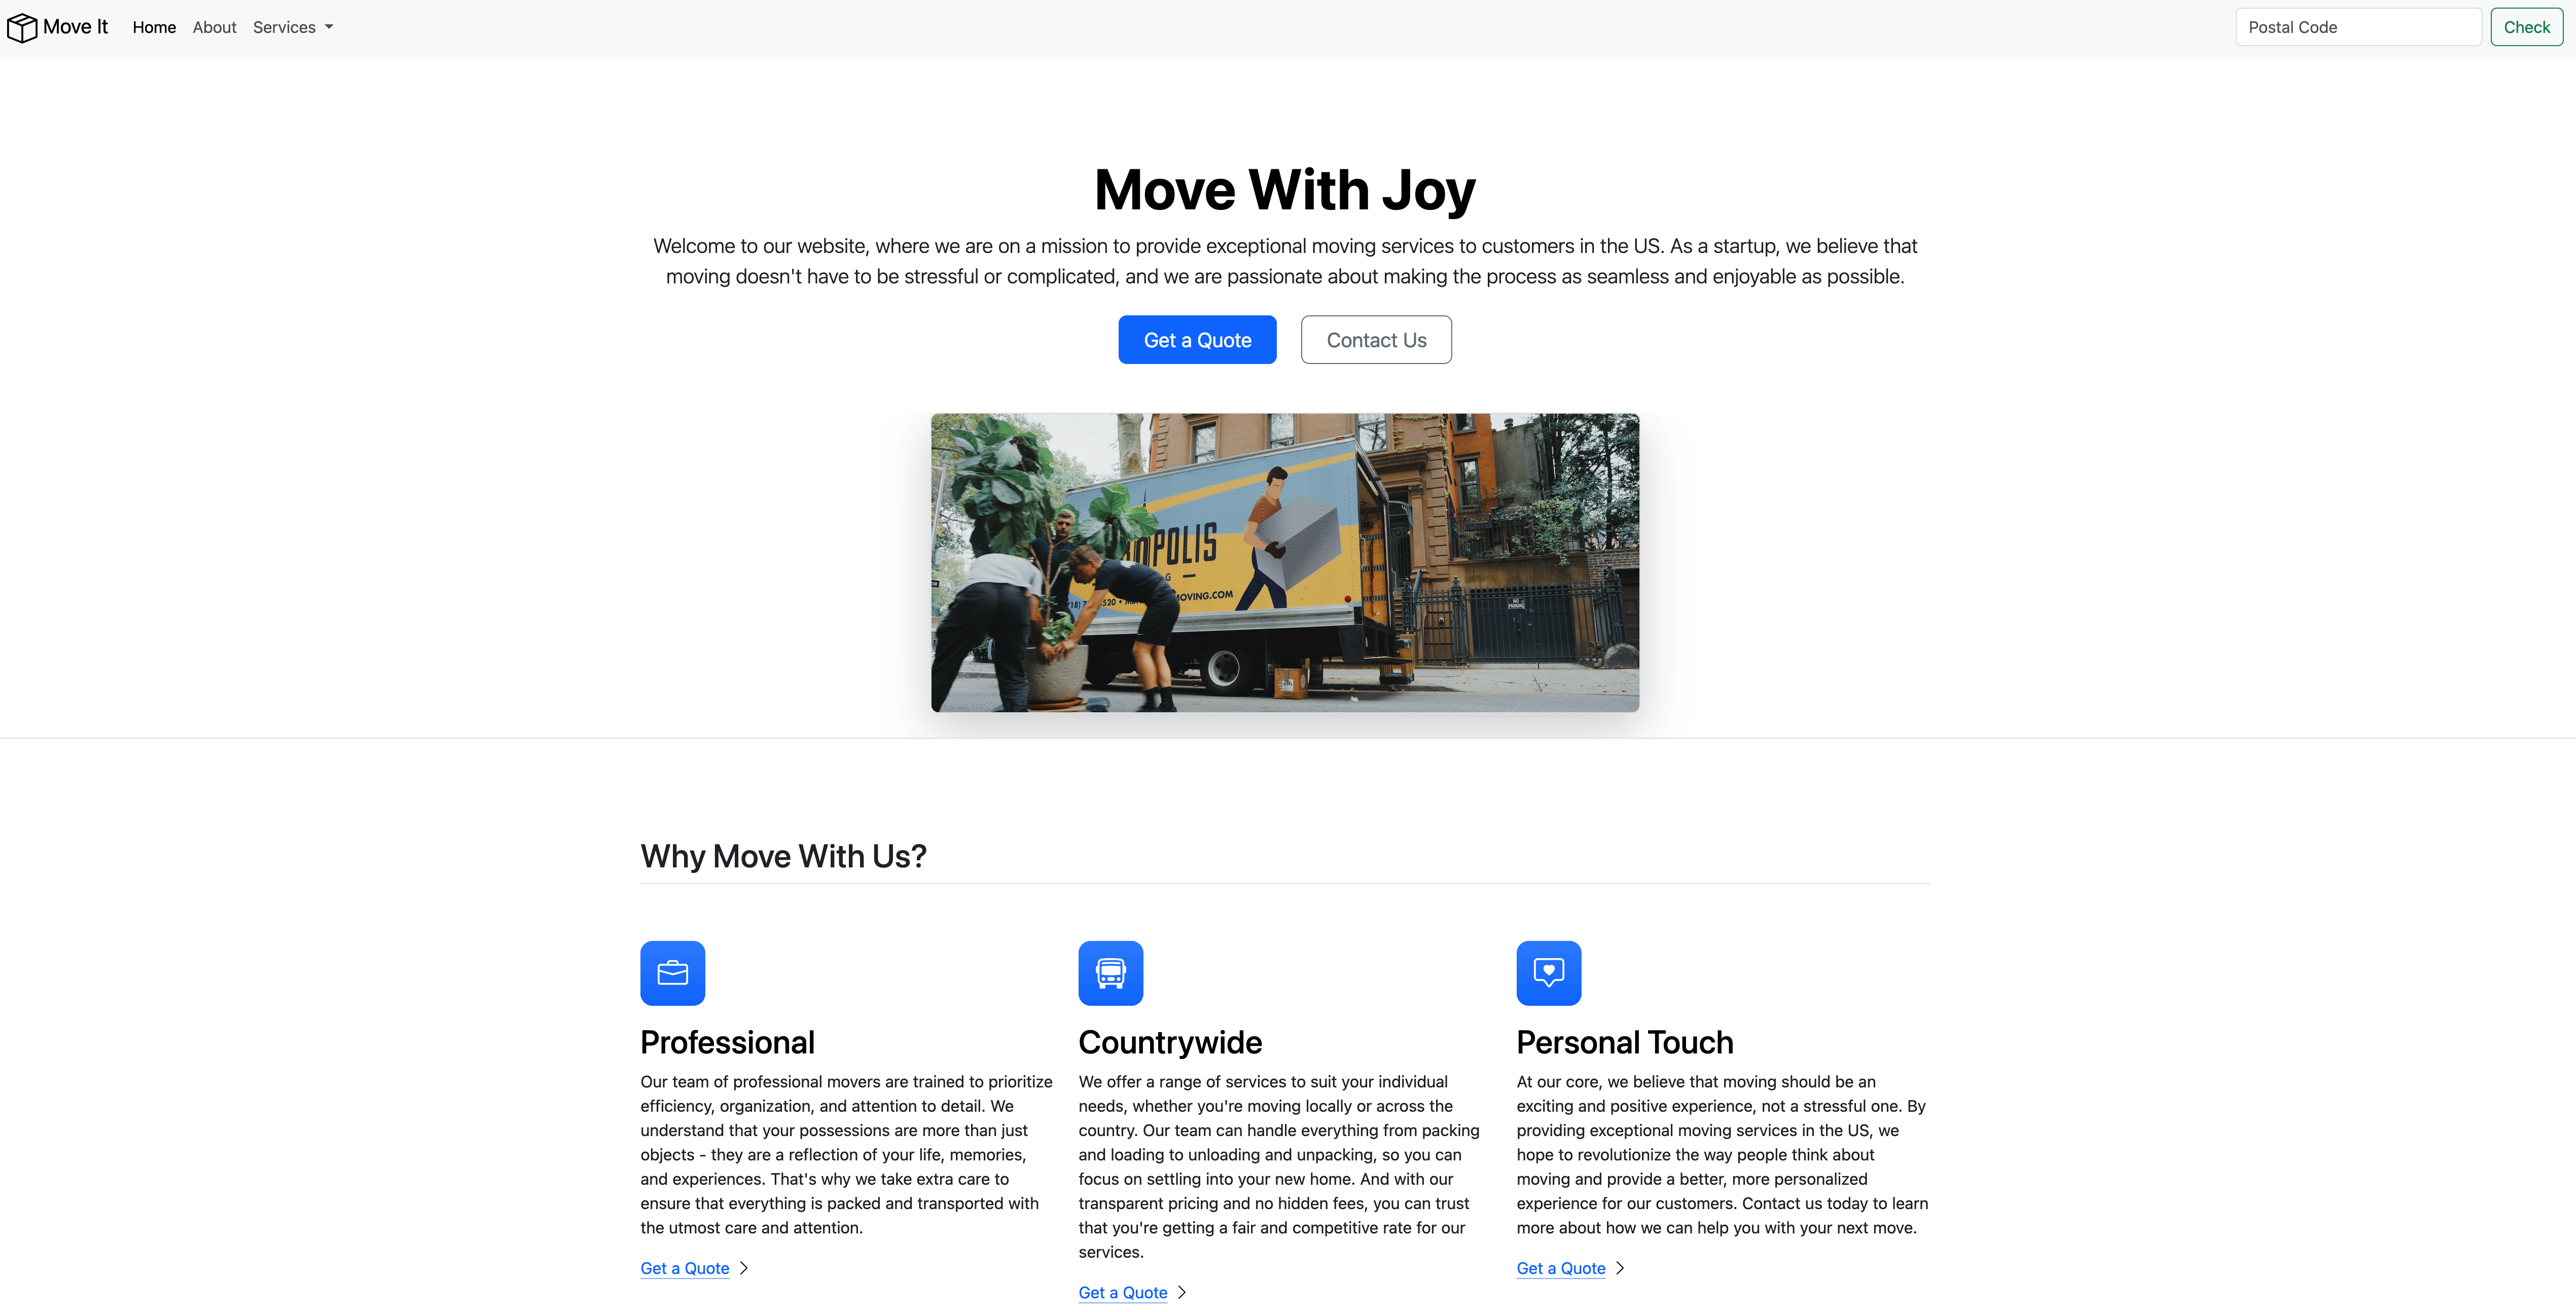 Move It Home About Services Postal Code Check
Move With Joy
Welcome to our website, where we are on a mission to provide exceptional moving services to customers in the US. As a startup, we believe that
moving doesn't have to be stressful or complicated, and we are passionate about making the process as seamless and enjoyable as possible.
Get a Quote Contact Us
POLIS
MOVING.COM
NO
PARKING
Why Move With Us?
Professional
Our team of professional movers are trained to prioritize
efficiency, organization, and attention to detail. We
understand that your possessions are more than just
objects - they are a reflection of your life, memories,
and experiences. That's why we take extra care to
ensure that everything is packed and transported with
the utmost care and attention.
Get a Quote
Countrywide
We offer a range of services to suit your individual
needs, whether you're moving locally or across the
country. Our team can handle everything from packing
and loading to unloading and unpacking, so you can
focus on settling into your new home. And with our
transparent pricing and no hidden fees, you can trust
that you're getting a fair and competitive rate for our
services.
Get a Quote
Personal Touch
At our core, we believe that moving should be an
exciting and positive experience, not a stressful one. By
providing exceptional moving services in the US, we
hope to revolutionize the way people think about
moving and provide a better, more personalized
experience for our customers. Contact us today to learn
more about how we can help you with your next move.
Get a Quote